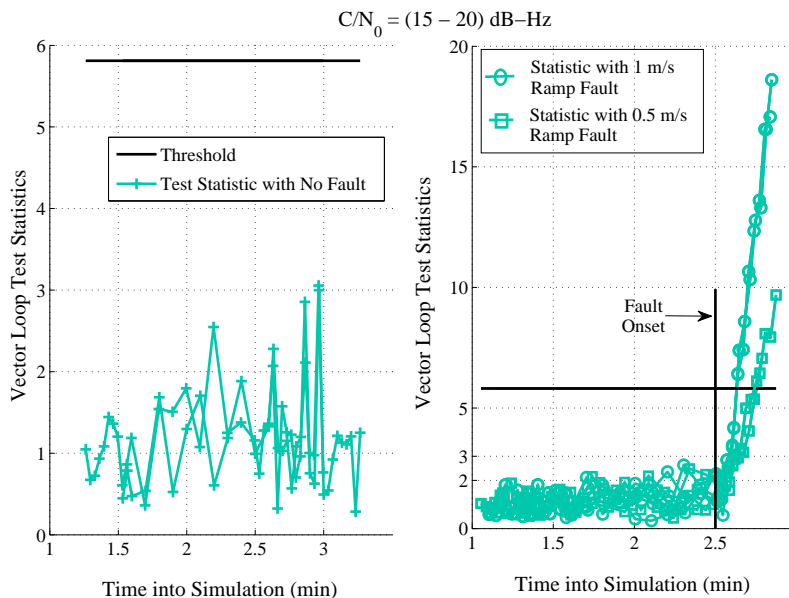 C/N0 = (15 – 20) dB–Hz
Vector Loop Test Statistics
6
5
4
3
2
1
0
Threshold
Test Statistic with No Fault
1
1.5
2
2.5
3
Time into Simulation (min)
Vector Loop Test Statistics
20
15
10
5
3
2
0
Statistic with 1 m/s
Ramp Fault
Statistic with 0.5 m/s
Ramp Fault
Fault
Onset
1
1.5
2
2.5
Time into Simulation (min)